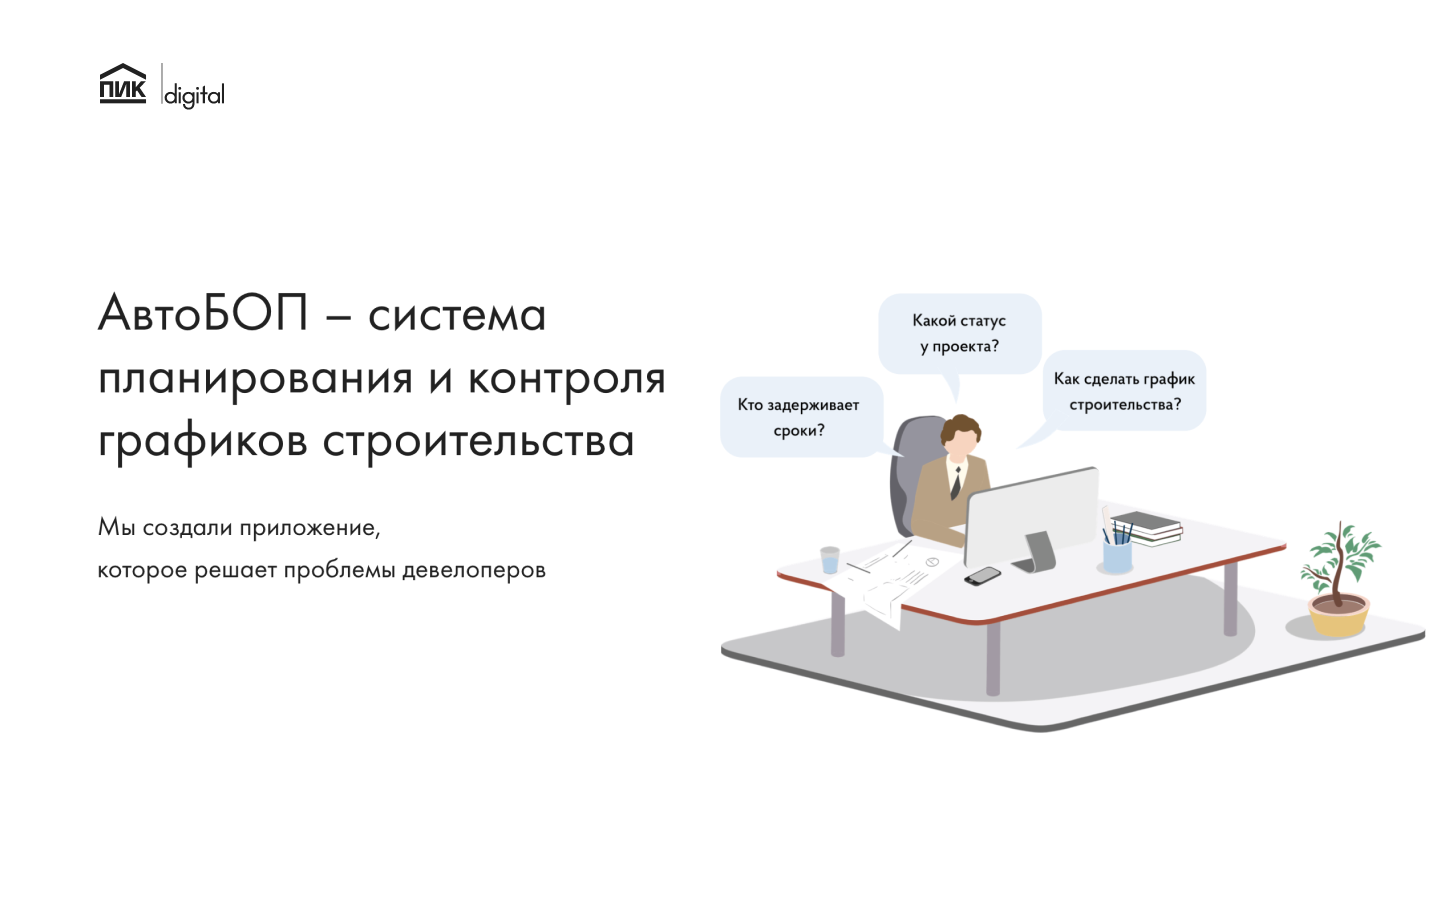 ПИК digital
АвтоБОП – система
планирования и контроля
графиков строительства
Мы создали приложение,
которое решает проблемы девелоперов
Какой статус
у проекта?
Как сделать график
строительства?
Кто задерживает
сроки?